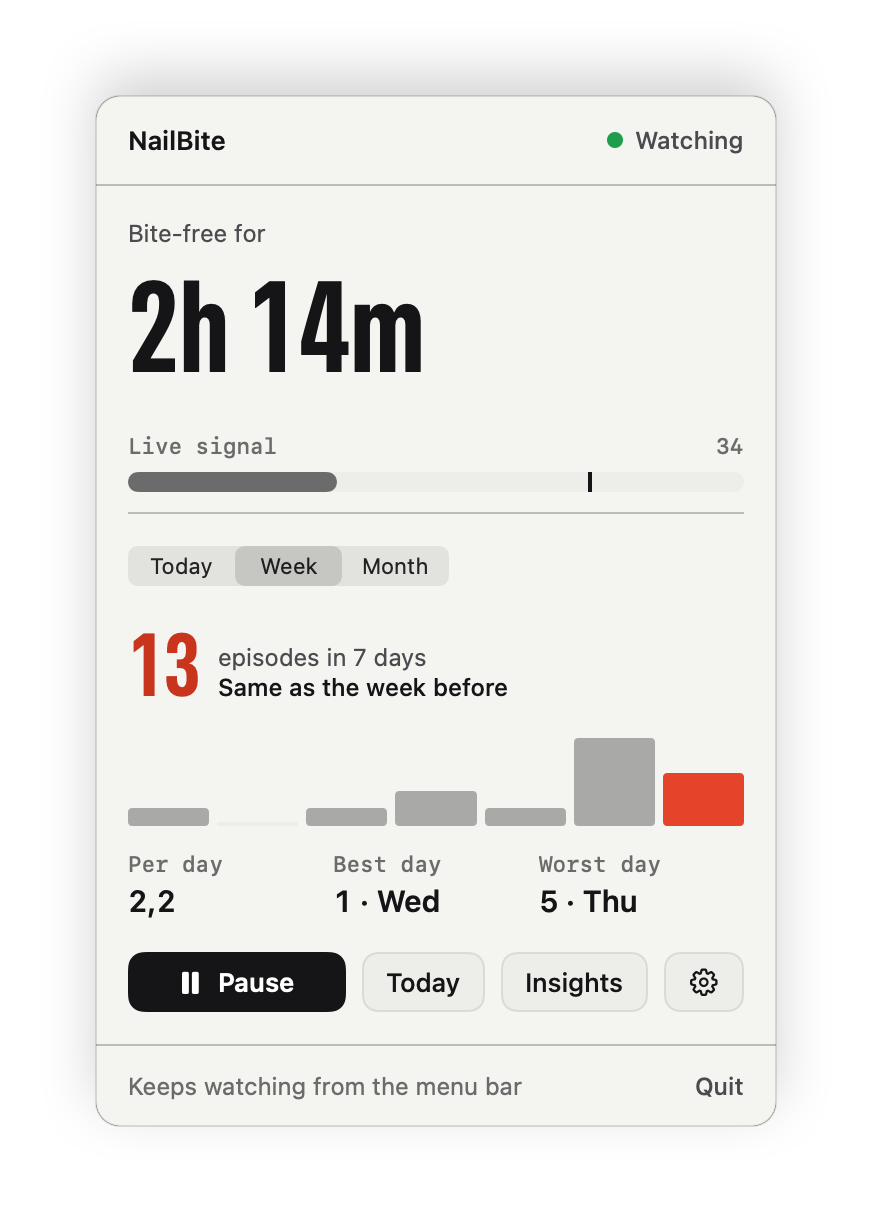 NailBite
Watching
Bite-free for
2h 14m
Live signal
34
Today
Week
Month
13
episodes in 7 days
Same as the week before
Per day
Best day
Worst day
2,2
1 · Wed
5 · Thu
Pause
Today
Insights
Keeps watching from the menu bar
Quit